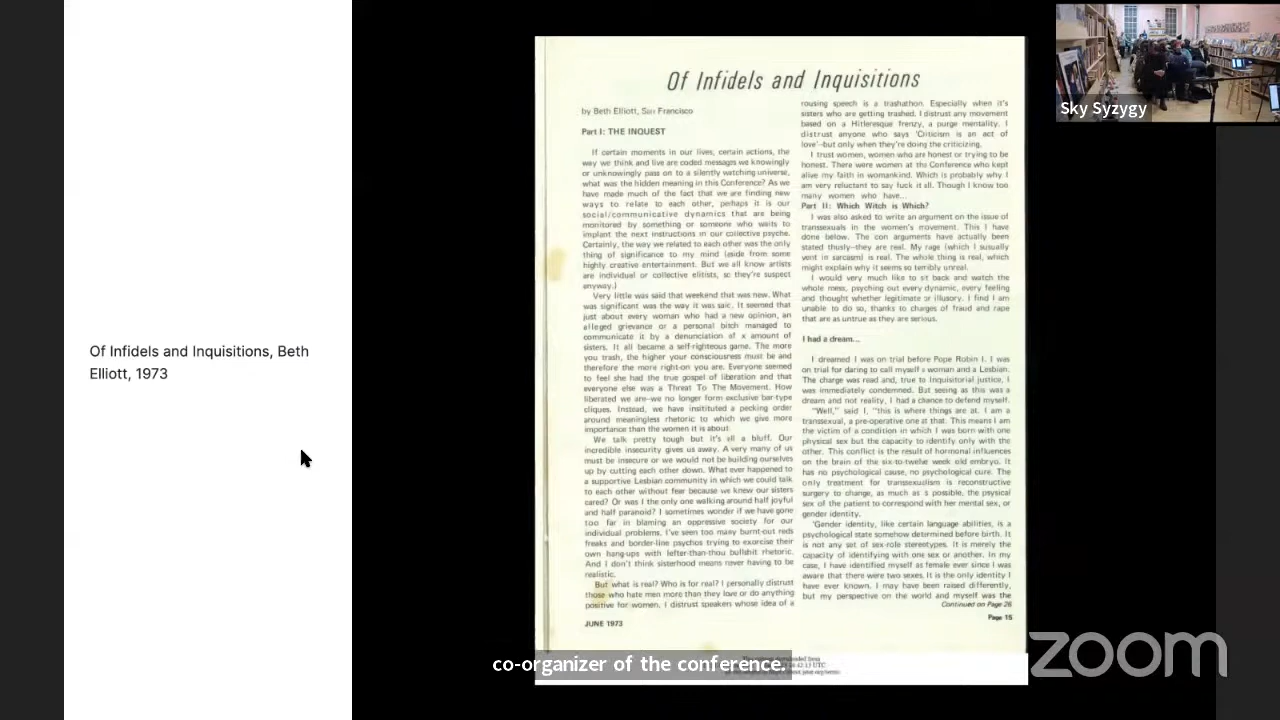 Of Infidels and Inquisitions, Beth
Elliott, 1973
Of Infidels and Inquisitions
by Beth Elliott, San Francisco
Part I: THE INQUEST
If certain moments in our lives, certain actions, the
way we think and live are coded messages we knowingly
or unknowingly pass on to a silently watching universe,
what was the hidden meaning in this Conference? As we
have made much of the fact that we are finding new
ways to relate to each other, perhaps it is our
social/communicative dynamics that are being
monitored by something or someone who waits to
implant the next instructions in our collective psyche.
Certainly, the way we related to each other was the only
thing of significance to my mind (aside from some
highly creative entertainment. But we all know artists
are individual or collective elitists, so they're suspect
anyway.)
Very little was said that weekend that was new. What
was significant was the way it was said. It seemed that
just about every woman who had a new opinion, an
alleged grievance or a personal bitch managed to
communicate it by a denunciation of x amount of
sisters. It all became a self-righteous game. The more
you trash, the higher your consciousness must be and
therefore the more right-on you are. Everyone seemed
to feel she had the true gospel of liberation and that
everyone else was a Threat To The Movement. How
liberated we are—we no longer form exclusive bar-type
cliques. Instead, we have instituted a pecking order
around meaningless rhetoric to which we give more
importance than the women it is about
We talk pretty tough but it's all a bluff. Our
incredible insecurity gives us away. A very many of us
must be insecure or we would not be building ourselves
up by cutting each other down. What ever happened to
a supportive Lesbian community in which we could talk
to each other without fear because we knew our sisters
cared? Or was I the only one walking around half joyful
and half paranoid? I sometimes wonder if we have gone
too far in blaming an oppressive society for our
individual problems. I've seen too many burnt-out reds
freaks and border-line psychos trying to exorcise their
own hang-ups with lefter-than-thou bullshit rhetoric.
And I don't think sisterhood means never having to be
realistic.
But what is real? Who is for real? I personally distrust
those who hate men more than they love or do anything
positive for women. I distrust speakers whose idea of a
JUNE 1973
rousing speech is a trashathon. Especially when it's
sisters who are getting trashed. I distrust any movement
based on a Hitleresque frenzy, a purge mentality. I
distrust anyone who says 'Criticism is an act of
love'—but only when they're doing the criticizing.
I trust women, women who are honest or trying to be
honest. There were women at the Conference who kept
alive my faith in womankind. Which is probably why I
am very reluctant to say fuck it all. Though I know too
many women who have...
Part II: Which Witch is Which?
I was also asked to write an argument on the issue of
transexuals in the women's movement. This I have
done below. The con arguments have actually been
stated thusly—they are real. My rage (which I susually
vent in sarcasm) is real. The whole thing is real, which
might explain why it seems so terribly unreal.
I would very much like to sit back and watch the
whole mess, psyching out every dynamic, every feeling
and thought whether legitimate or illusory. I find I am
unable to do so, thanks to charges of fraud and rape
that are as untrue as they are serious.
I had a dream...
I dreamed I was on trial before Pope Robin I. I was
on trial for daring to call myself a woman and a Lesbian.
The charge was read and, true to Inquisitorial justice, I
was immediately condemned. But seeing as this was a
dream and not reality, I had a chance to defend myself.
"Well," said I, "this is where things are at. I am a
transexual, a pre-operative one at that. This means I am
the victim of a condition in which I was born with one
physical sex but the capacity to identify only with the
other. This conflict is the result of hormonal influences
on the brain of the six-to-twelve week old embryo. It
has no psychological cause, no psychological cure. The
only treatment for transexualism is reconstructive
surgery to change, as much as s possible, the physical
sex of the patient to correspond with her mental sex, or
gender identity.
'Gender identity, like certain language abilities, is a
psychological state somehow determined before birth. It
is not any set of sex-role stereotypes. It is merely the
capacity of identifying with one sex or another. In my
case, I have identified myself as female ever since I was
aware that there were two sexes. It is the only identity I
have ever known. I may have been raised differently,
but my perspective on the world and myself was the
Continued on Page 26
Page 15
co-organizer of the conference.
Sky Syzygy
zoom